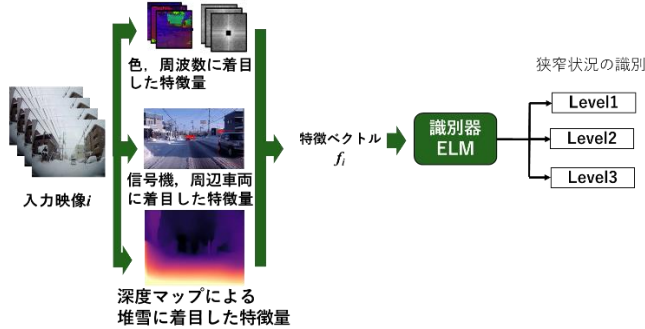 色，周波数に着目
した特徴量
信号機，周辺車両
に着目した特徴量
深度マップによる
堆雪に着目した特徴量
入力映像i
特徴ベクトル
fi
識別器
ELM
狭窄状況の識別
Level1
Level2
Level3